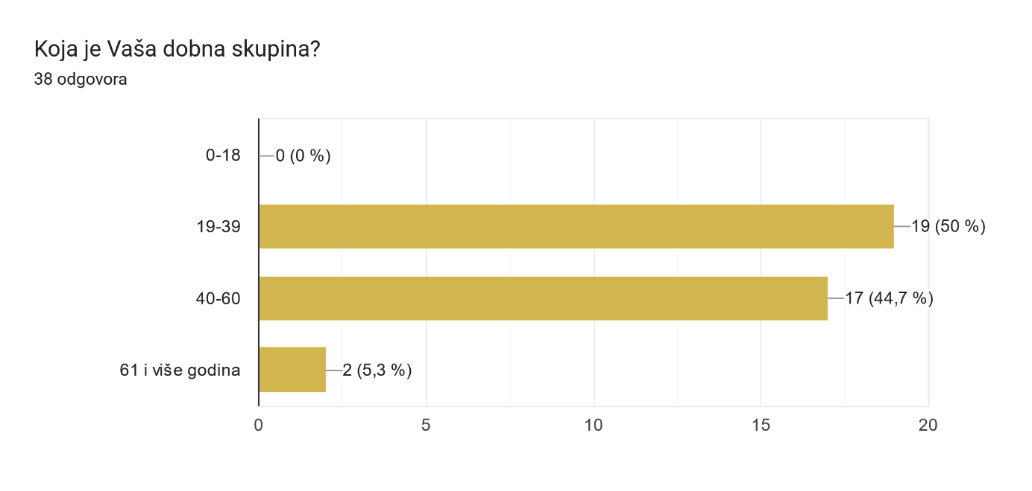 Koja je Vaša dobna skupina?
38 odgovora
0-18
0 (0 %)
19-39
19 (50 %)
40-60
17 (44,7 %)
61 i više godina
2 (5,3 %)
0 5 10 15 20